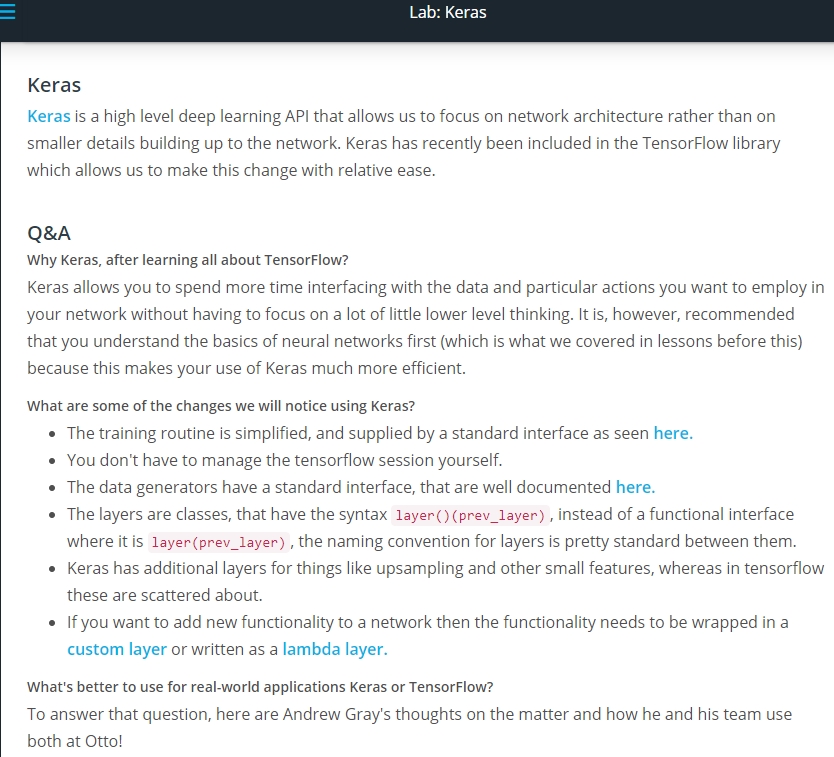 Lab: Keras
Keras
Keras is a high level deep learning API that allows us to focus on network architecture rather than on
smaller details building up to the network. Keras has recently been included in the TensorFlow library
which allows us to make this change with relative ease.
Q&A
Why Keras, after learning all about TensorFlow?
Keras allows you to spend more time interfacing with the data and particular actions you want to employ in
your network without having to focus on a lot of little lower level thinking. It is, however, recommended
that you understand the basics of neural networks first (which is what we covered in lessons before this)
because this makes your use of Keras much more efficient.
What are some of the changes we will notice using Keras?
• The training routine is simplified, and supplied by a standard interface as seen here.
• You don't have to manage the tensorflow session yourself.
• The data generators have a standard interface, that are well documented here.
• The layers are classes, that have the syntax layer()(prev_layer), instead of a functional interface
where it is layer(prev_layer), the naming convention for layers is pretty standard between them.
• Keras has additional layers for things like upsampling and other small features, whereas in tensorflow
these are scattered about.
• If you want to add new functionality to a network then the functionality needs to be wrapped in a
custom layer or written as a lambda layer.
What's better to use for real-world applications Keras or TensorFlow?
To answer that question, here are Andrew Gray's thoughts on the matter and how he and his team use
both at Otto!